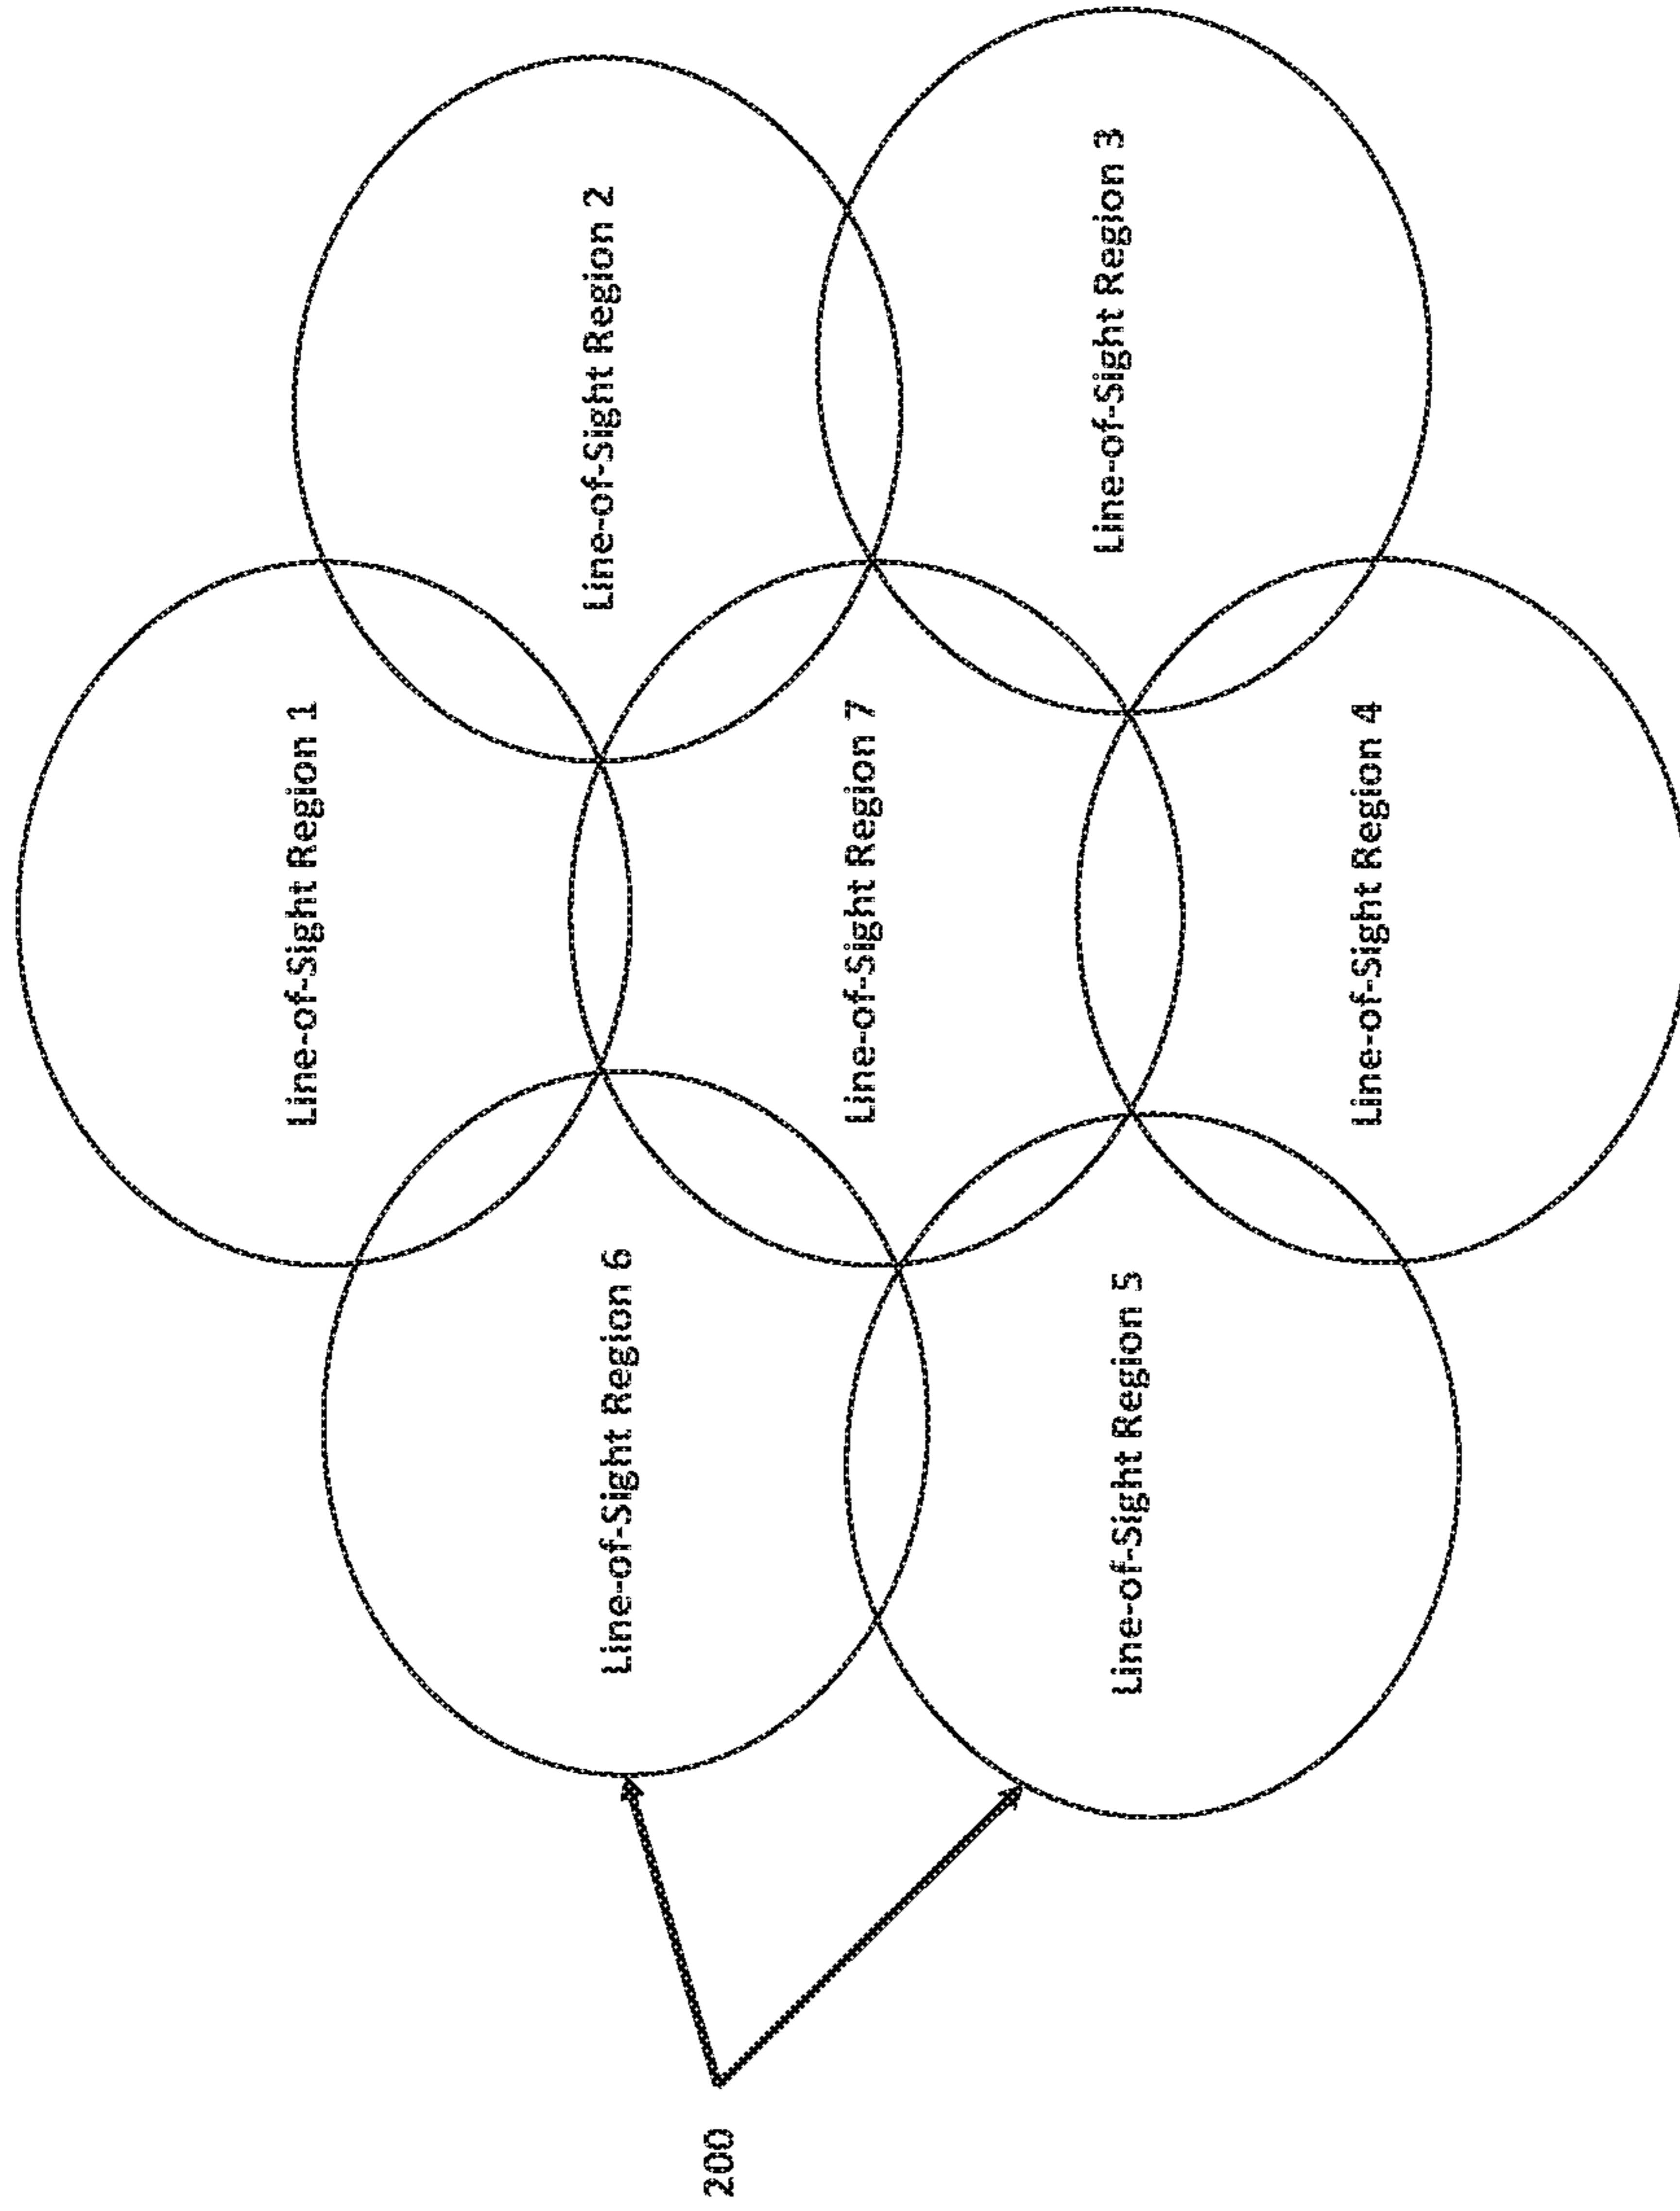 Line-of-Sight Region 1
Line-of-Sight Region 2
Line-of-Sight Region 3
Line-of-Sight Region 4
Line-of-Sight Region 5
Line-of-Sight Region 6
Line-of-Sight Region 7
200